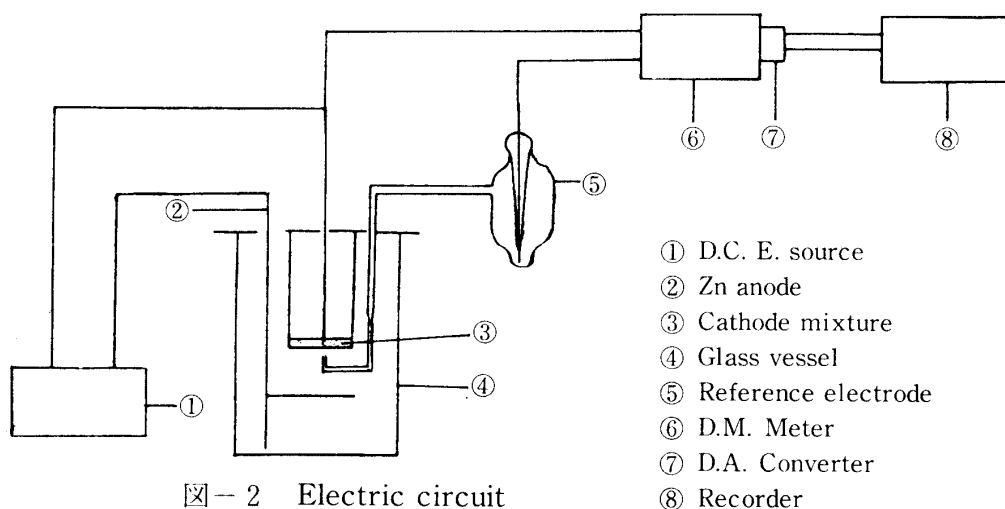 ⑥
⑦
⑧
⑤
②
③
④
①
① D.C. E. source
② Zn anode
③ Cathode mixture
④ Glass vessel
⑤ Reference electrode
⑥ D.M. Meter
⑦ D.A. Converter
⑧ Recorder
図－2 Electric circuit